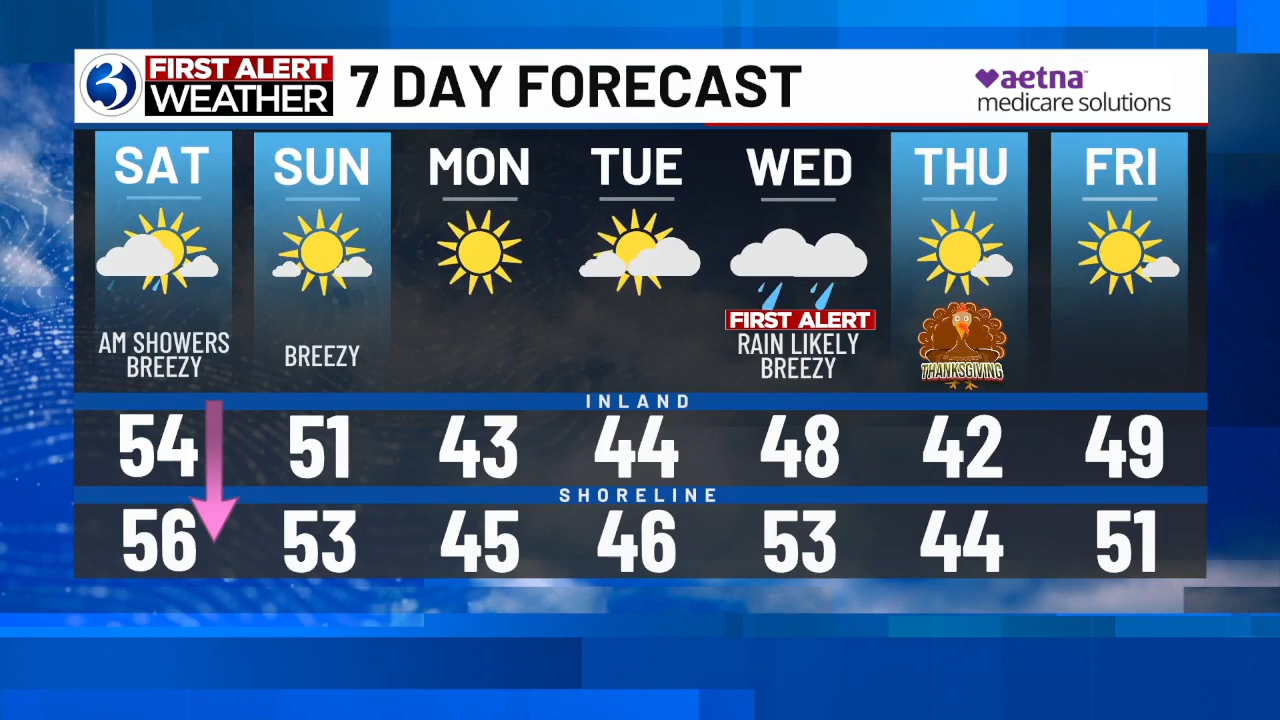 3 FIRST ALERT
WEATHER
7 DAY FORECAST
aetna™
medicare solutions
SAT SUN MON TUE WED THU FRI
FIRST ALERT
AM SHOWERS
BREEZY
BREEZY
RAIN LIKELY
BREEZY
THANKSGIVING
INLAND
54 51 43 44 48 42 49
SHORELINE
56 53 45 46 53 44 51